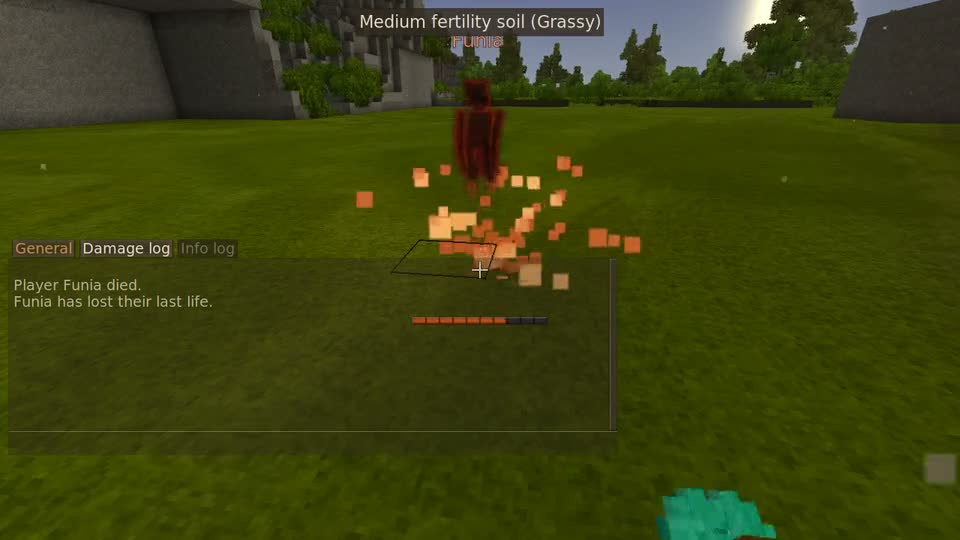 Medium fertility soil (Grassy)
Funia
General Damage log Info log
Player Funia died.
Funia has lost their last life.